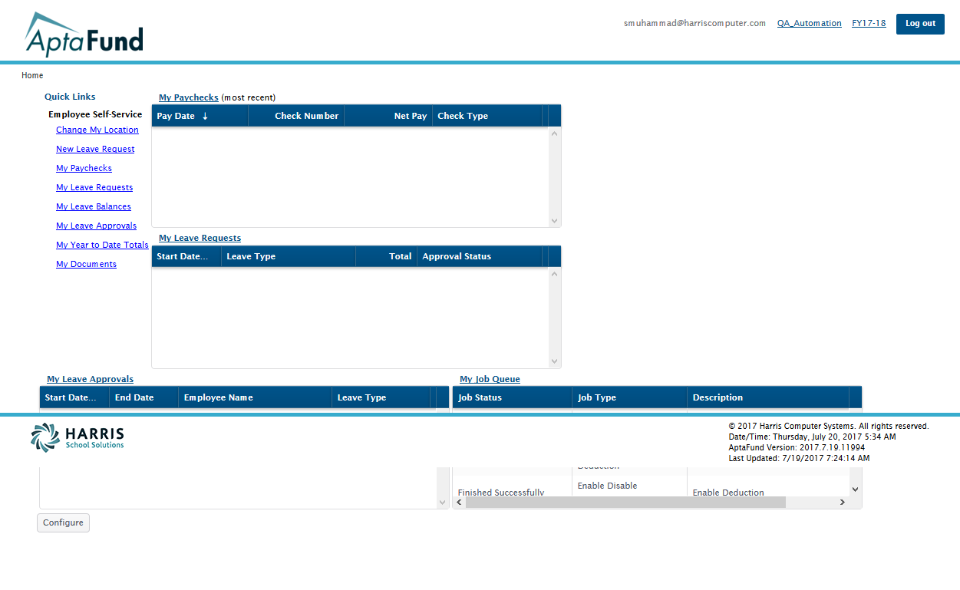 AptaFund
smuhammad@harriscomputer.com QA_Automation FY17-18 Log out
Home
Quick Links
Employee Self-Service
Change My Location
New Leave Request
My Paychecks
My Leave Requests
My Leave Balances
My Leave Approvals
My Year to Date Totals
My Documents
My Paychecks (most recent)
Pay Date ↓ Check Number Net Pay Check Type
My Leave Requests
Start Date... Leave Type Total Approval Status
My Leave Approvals
Start Date... End Date Employee Name Leave Type
My Job Queue
Job Status Job Type Description
HARRIS
School Solutions
© 2017 Harris Computer Systems. All rights reserved.
Date/Time: Thursday, July 20, 2017 5:34 AM
AptaFund Version: 2017.7.19.11994
Last Updated: 7/19/2017 7:24:14 AM
Deduction
Finished Successfully Enable Disable Enable Deduction
Configure